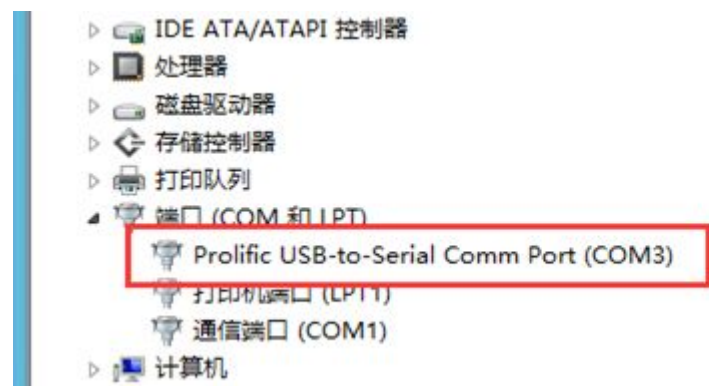 IDE ATA/ATAPI 控制器
处理器
磁盘驱动器
存储控制器
打印队列
端口 (COM 和 LPT)
Prolific USB-to-Serial Comm Port (COM3)
打印机端口 (LPT1)
通信端口 (COM1)
计算机